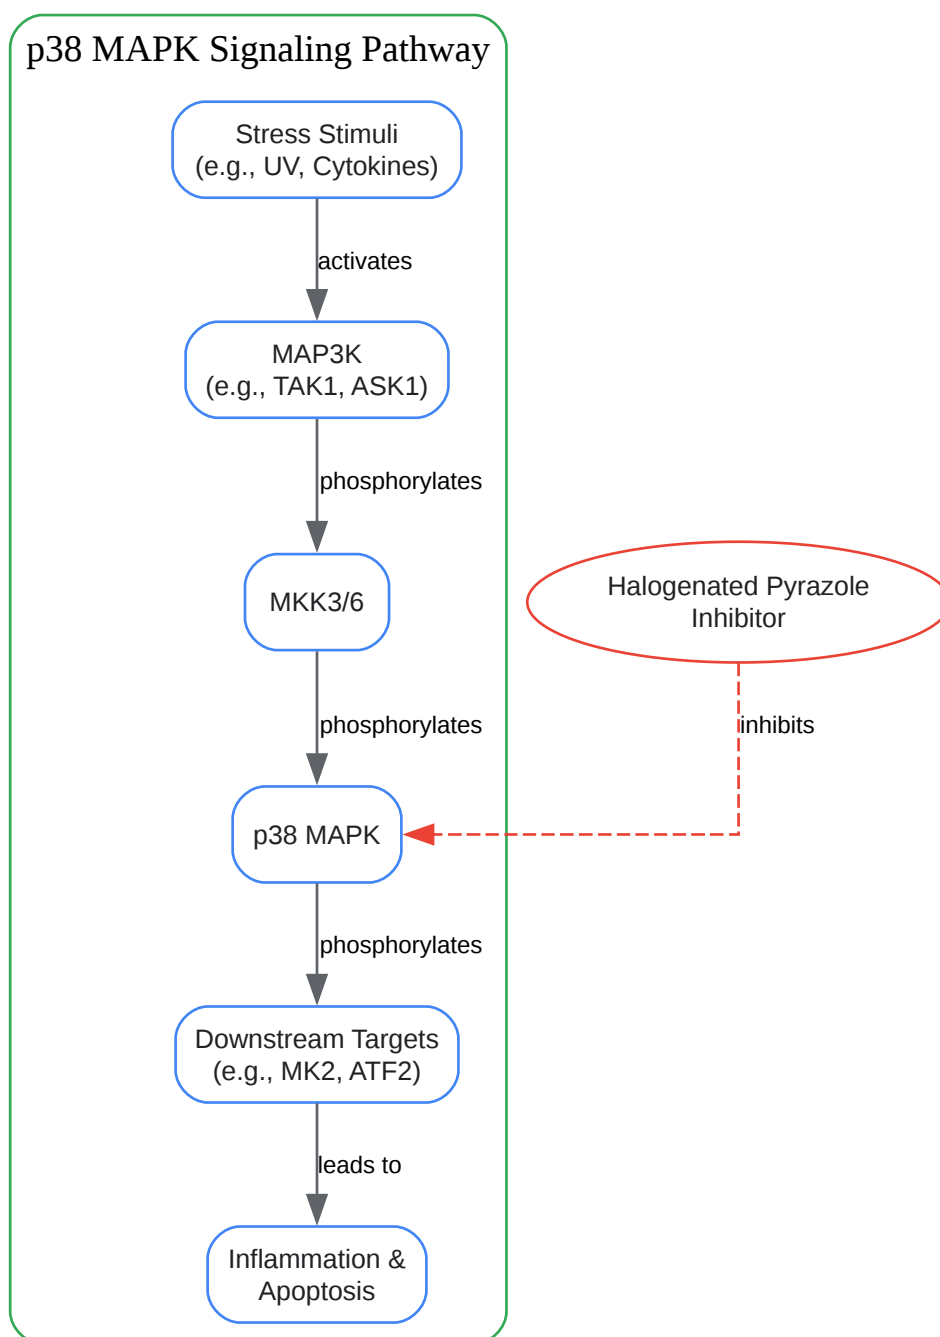 p38 MAPK Signaling Pathway
Stress Stimuli
(e.g., UV, Cytokines)
activates
MAP3K
(e.g., TAK1, ASK1)
phosphorylates
MKK3/6
Halogenated Pyrazole
Inhibitor
phosphorylates
inhibits
p38 MAPK
phosphorylates
Downstream Targets
(e.g., MK2, ATF2)
leads to
Inflammation &
Apoptosis